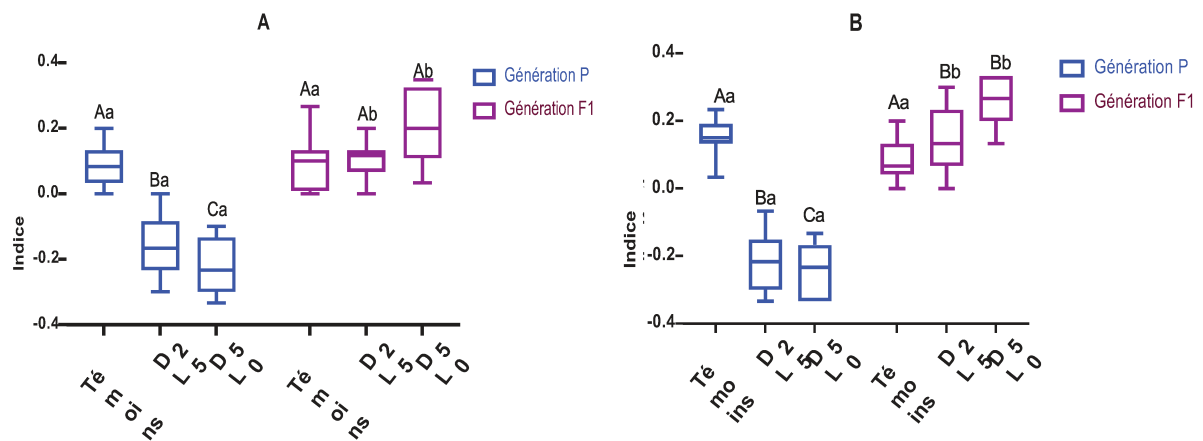 A
0.4
0.2
0.0
-0.2
-0.4
Indice
Aa
Ba
Ca
Aa
Ab
Ab
Génération P
Génération F1
Té
m
oi
ns
D 2
L 5
D 5
L 0
Té
m
oi
ns
D 2
L 5
D 5
L 0
B
0.4
0.2
0.0
-0.2
-0.4
Indice
Aa
Ba
Ca
Aa
Bb
Bb
Génération P
Génération F1
Té
mo
ins
D 2
L 5
D 5
L 0
Té
mo
ins
D 2
L 5
D 5
L 0